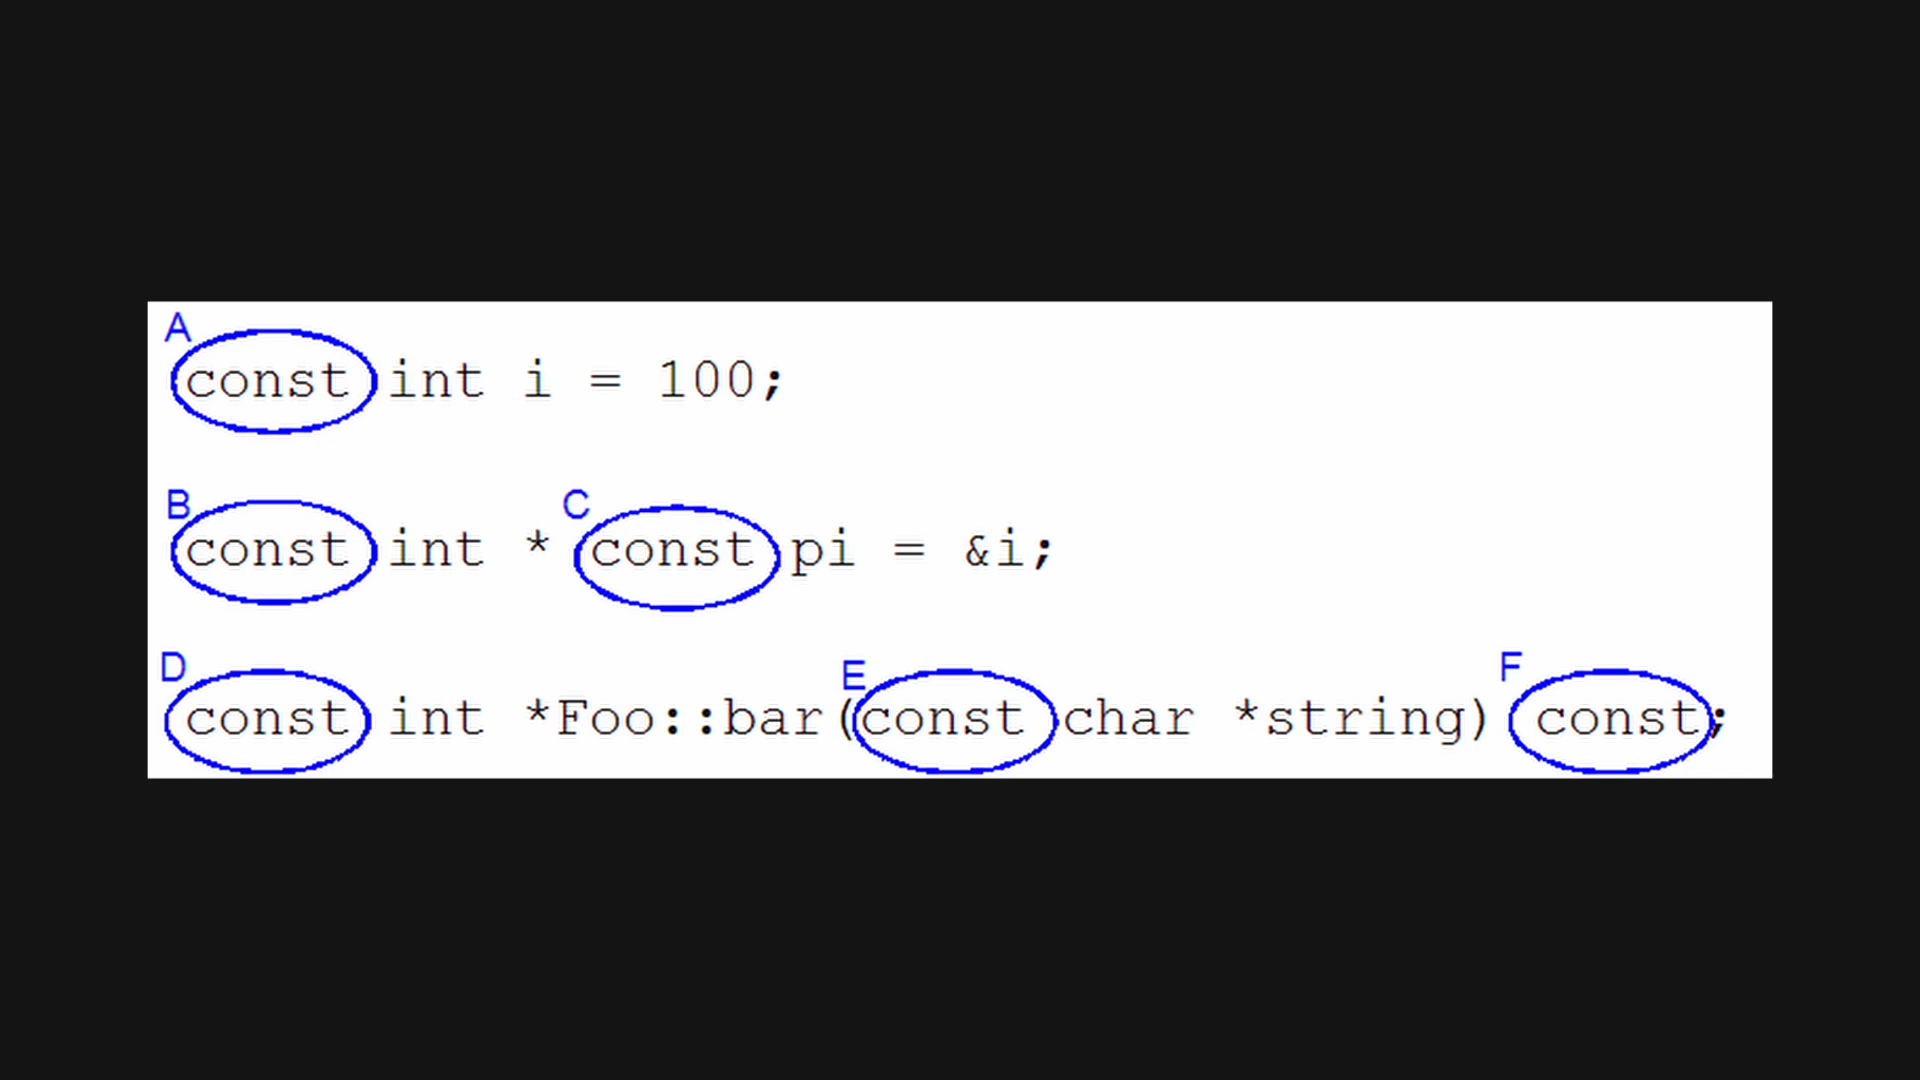 A
const int i = 100;
B C
const int * const pi = &i;
D E F
const int *Foo::bar(const char *string) const;